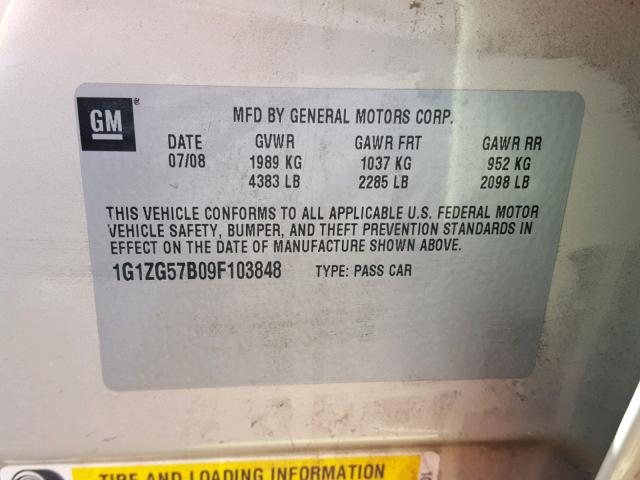 GM
MFD BY GENERAL MOTORS CORP.
DATE GVWR GAWR FRT GAWR RR
07/08 1989 KG 1037 KG 952 KG
4383 LB 2285 LB 2098 LB
THIS VEHICLE CONFORMS TO ALL APPLICABLE U.S. FEDERAL MOTOR
VEHICLE SAFETY, BUMPER, AND THEFT PREVENTION STANDARDS IN
EFFECT ON THE DATE OF MANUFACTURE SHOWN ABOVE.
1G1ZG57B09F103848 TYPE: PASS CAR
TIRE AND LOADING INFORMATION